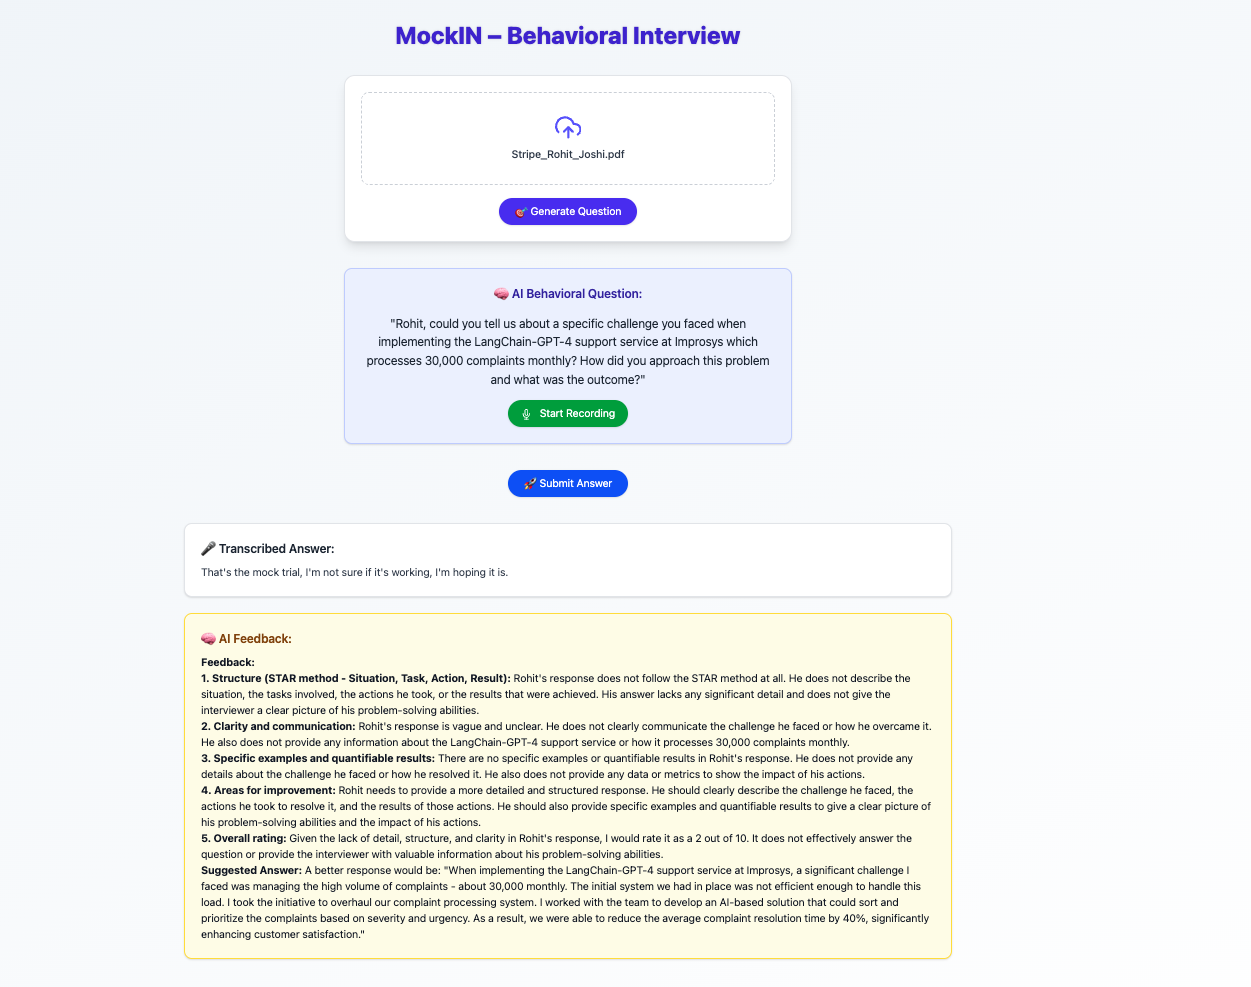 MockIN – Behavioral Interview
Stripe_Rohit_Joshi.pdf
🎯 Generate Question
🧠 AI Behavioral Question:
"Rohit, could you tell us about a specific challenge you faced when
implementing the LangChain-GPT-4 support service at Improsys which
processes 30,000 complaints monthly? How did you approach this problem
and what was the outcome?"
Start Recording
🚀 Submit Answer
🎤 Transcribed Answer:
That's the mock trial, I'm not sure if it's working, I'm hoping it is.
🧠 AI Feedback:
Feedback:
1. Structure (STAR method - Situation, Task, Action, Result): Rohit's response does not follow the STAR method at all. He does not describe the
situation, the tasks involved, the actions he took, or the results that were achieved. His answer lacks any significant detail and does not give the
interviewer a clear picture of his problem-solving abilities.
2. Clarity and communication: Rohit's response is vague and unclear. He does not clearly communicate the challenge he faced or how he overcame it.
He also does not provide any information about the LangChain-GPT-4 support service or how it processes 30,000 complaints monthly.
3. Specific examples and quantifiable results: There are no specific examples or quantifiable results in Rohit's response. He does not provide any
details about the challenge he faced or how he resolved it. He also does not provide any data or metrics to show the impact of his actions.
4. Areas for improvement: Rohit needs to provide a more detailed and structured response. He should clearly describe the challenge he faced, the
actions he took to resolve it, and the results of those actions. He should also provide specific examples and quantifiable results to give a clear picture of
his problem-solving abilities and the impact of his actions.
5. Overall rating: Given the lack of detail, structure, and clarity in Rohit's response, I would rate it as a 2 out of 10. It does not effectively answer the
question or provide the interviewer with valuable information about his problem-solving abilities.
Suggested Answer: A better response would be: "When implementing the LangChain-GPT-4 support service at Improsys, a significant challenge I
faced was managing the high volume of complaints - about 30,000 monthly. The initial system we had in place was not efficient enough to handle this
load. I took the initiative to overhaul our complaint processing system. I worked with the team to develop an AI-based solution that could sort and
prioritize the complaints based on severity and urgency. As a result, we were able to reduce the average complaint resolution time by 40%, significantly
enhancing customer satisfaction."